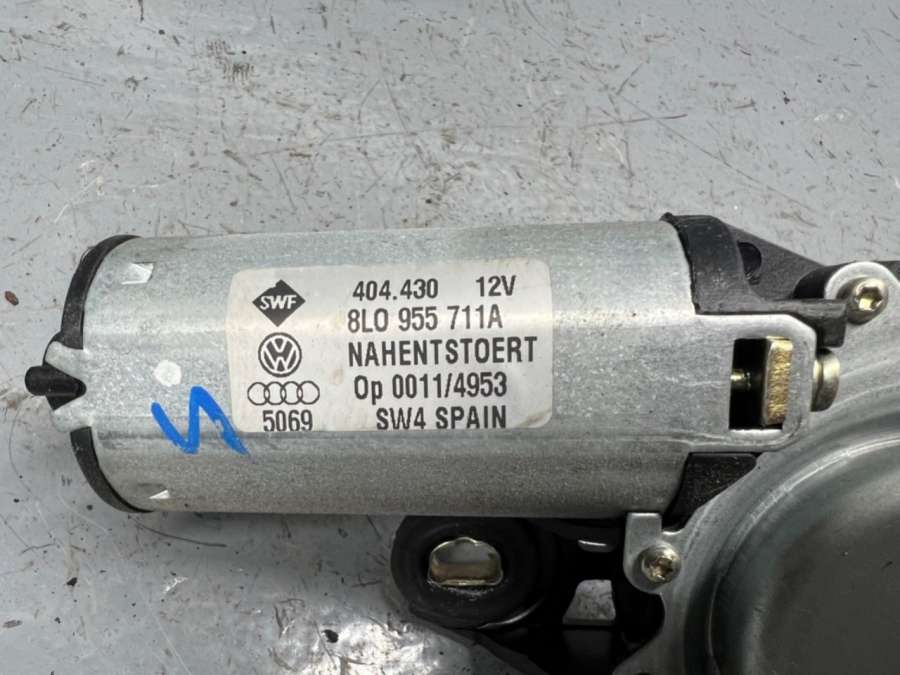 SWF
404.430 12V
8L0 955 711A
NAHENTSTOERT
Op 0011/4953
5069 SW4 SPAIN